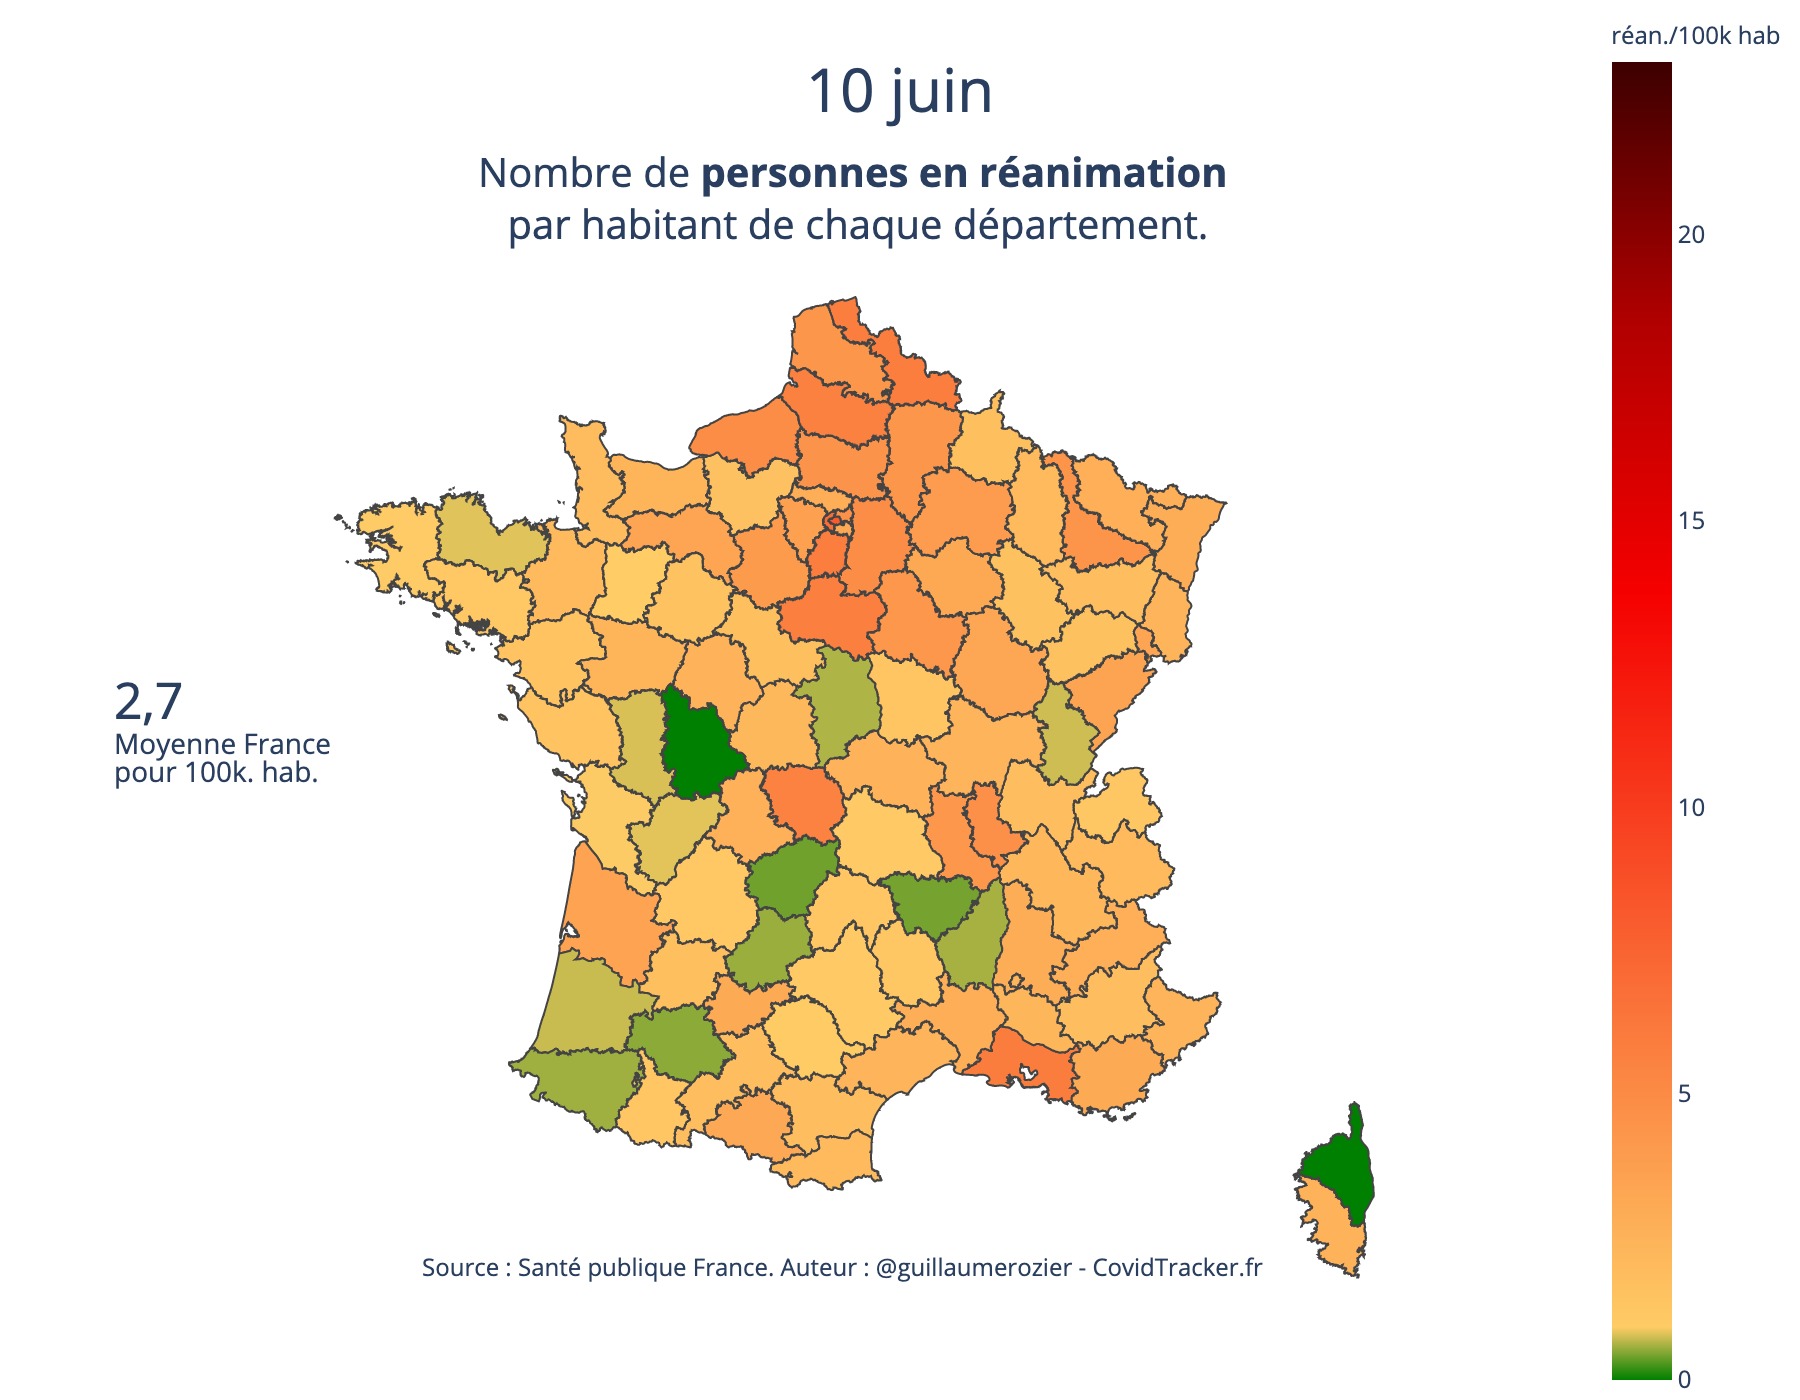 réan./100k hab
10 juin
Nombre de personnes en réanimation
par habitant de chaque département.
20
15
2,7
Moyenne France
pour 100k. hab.
10
5
Source : Santé publique France. Auteur : @guillaumerozier - CovidTracker.fr
0